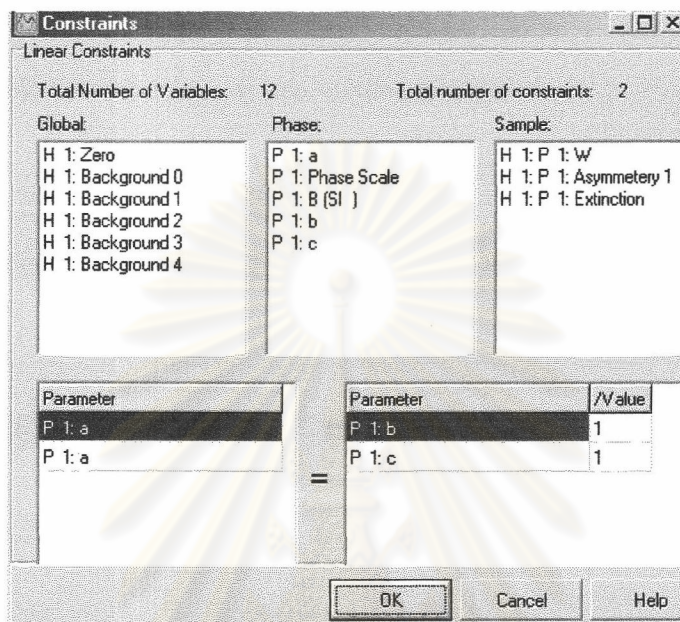 Constraints
Linear Constraints
Total Number of Variables: 12 Total number of constraints: 2
Global: Phase: Sample:
H 1: Zero
H 1: Background 0
H 1: Background 1
H 1: Background 2
H 1: Background 3
H 1: Background 4
P 1: a
P 1: Phase Scale
P 1: B (SI )
P 1: b
P 1: c
H 1: P 1: W
H 1: P 1: Asymmetery 1
H 1: P 1: Extinction
Parameter
P 1: a
P 1: a
=
Parameter /Value
P 1: b 1
P 1: c 1
OK Cancel Help